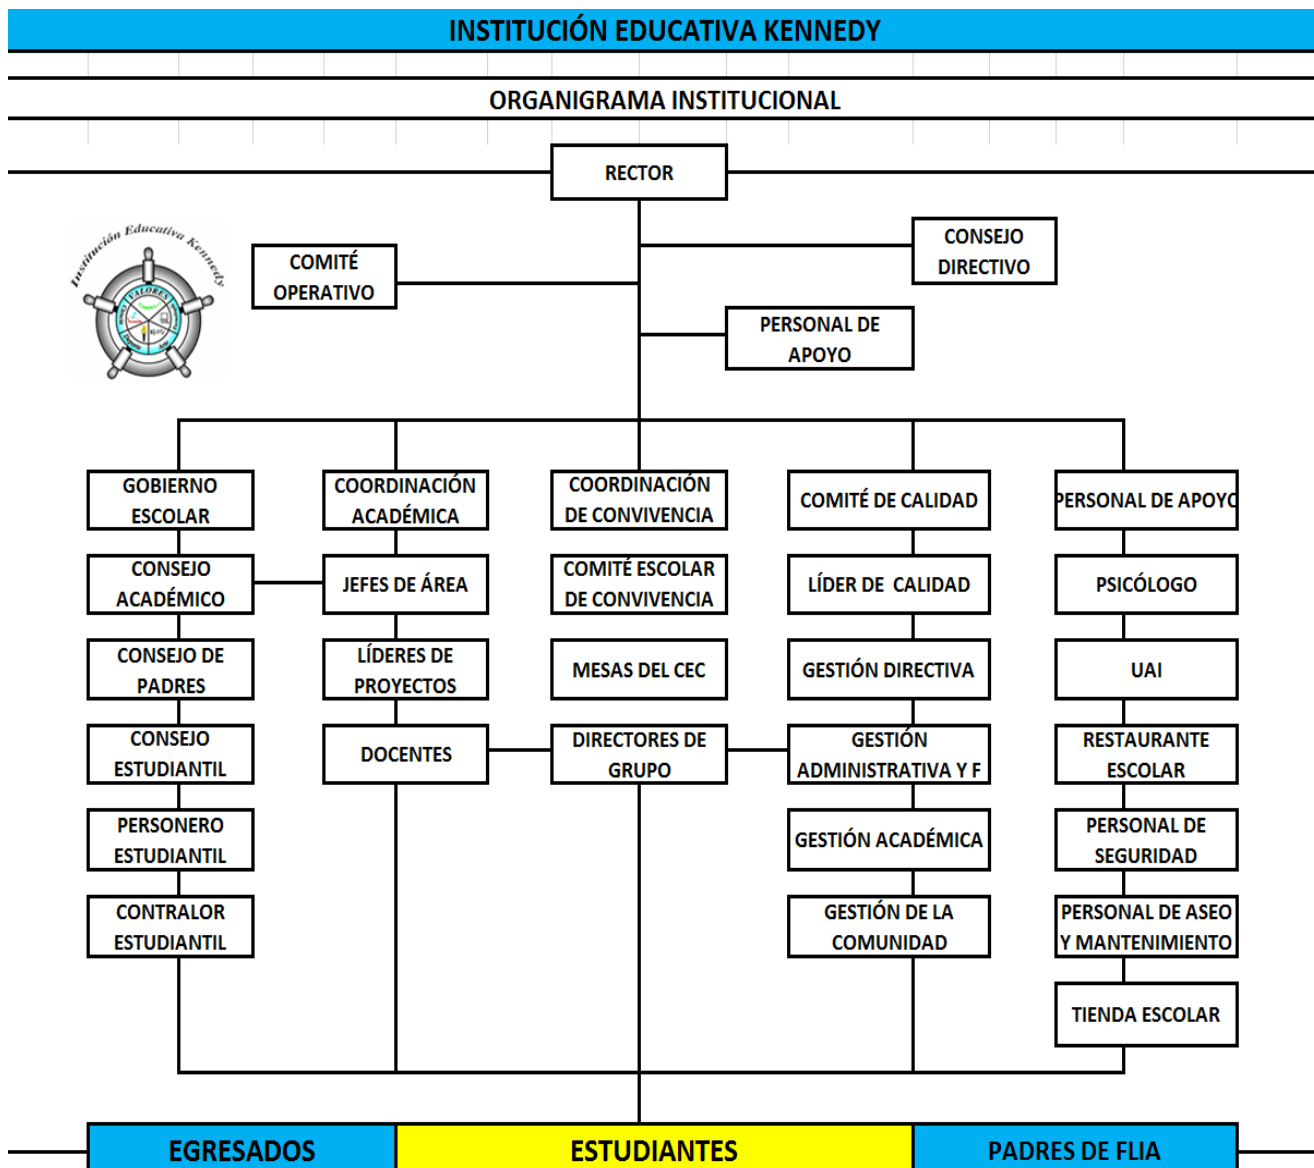 INSTITUCIÓN EDUCATIVA KENNEDY
ORGANIGRAMA INSTITUCIONAL
RECTOR
Institución Educativa Kennedy
VALORES
Deporte
Arte
COMITÉ
OPERATIVO
CONSEJO
DIRECTIVO
PERSONAL DE
APOYO
GOBIERNO
ESCOLAR
COORDINACIÓN
ACADÉMICA
COORDINACIÓN
DE CONVIVENCIA
COMITÉ DE CALIDAD
PERSONAL DE APOYO
CONSEJO
ACADÉMICO
JEFES DE ÁREA
COMITÉ ESCOLAR
DE CONVIVENCIA
LÍDER DE CALIDAD
PSICÓLOGO
CONSEJO DE
PADRES
LÍDERES DE
PROYECTOS
MESAS DEL CEC
GESTIÓN DIRECTIVA
UAI
CONSEJO
ESTUDIANTIL
DOCENTES
DIRECTORES DE
GRUPO
GESTIÓN
ADMINISTRATIVA Y F
RESTAURANTE
ESCOLAR
PERSONERO
ESTUDIANTIL
GESTIÓN ACADÉMICA
PERSONAL DE
SEGURIDAD
CONTRALOR
ESTUDIANTIL
GESTIÓN DE LA
COMUNIDAD
PERSONAL DE ASEO
Y MANTENIMIENTO
TIENDA ESCOLAR
EGRESADOS
ESTUDIANTES
PADRES DE FLIA